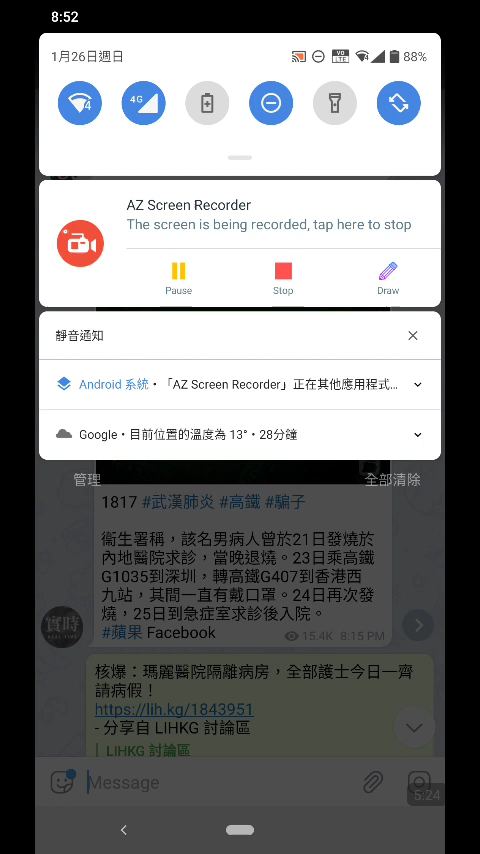 8:52
1月26日週日
VO LTE
4
88%
4
4G
AZ Screen Recorder
The screen is being recorded, tap here to stop
Pause
Stop
Draw
靜音通知
Android 系統・「AZ Screen Recorder」正在其他應用程式...
Google・目前位置的溫度為 13°・28分鐘
管理
全部清除
1817 #武漢肺炎 #高鐵 #騙子
衞生署稱，該名男病人曾於21日發燒於
內地醫院求診，當晚退燒。23日乘高鐵
G1035到深圳，轉高鐵G407到香港西
九站，其間一直有戴口罩。24日再次發
燒，25日到急症室求診後入院。
#蘋果 Facebook
15.4K
8:15 PM
實時
REAL TIME
核爆：瑪麗醫院隔離病房，全部護士今日一齊
請病假！
https://lih.kg/1843951
- 分享自 LIHKG 討論區
LIHKG 討論區
Message
5:24